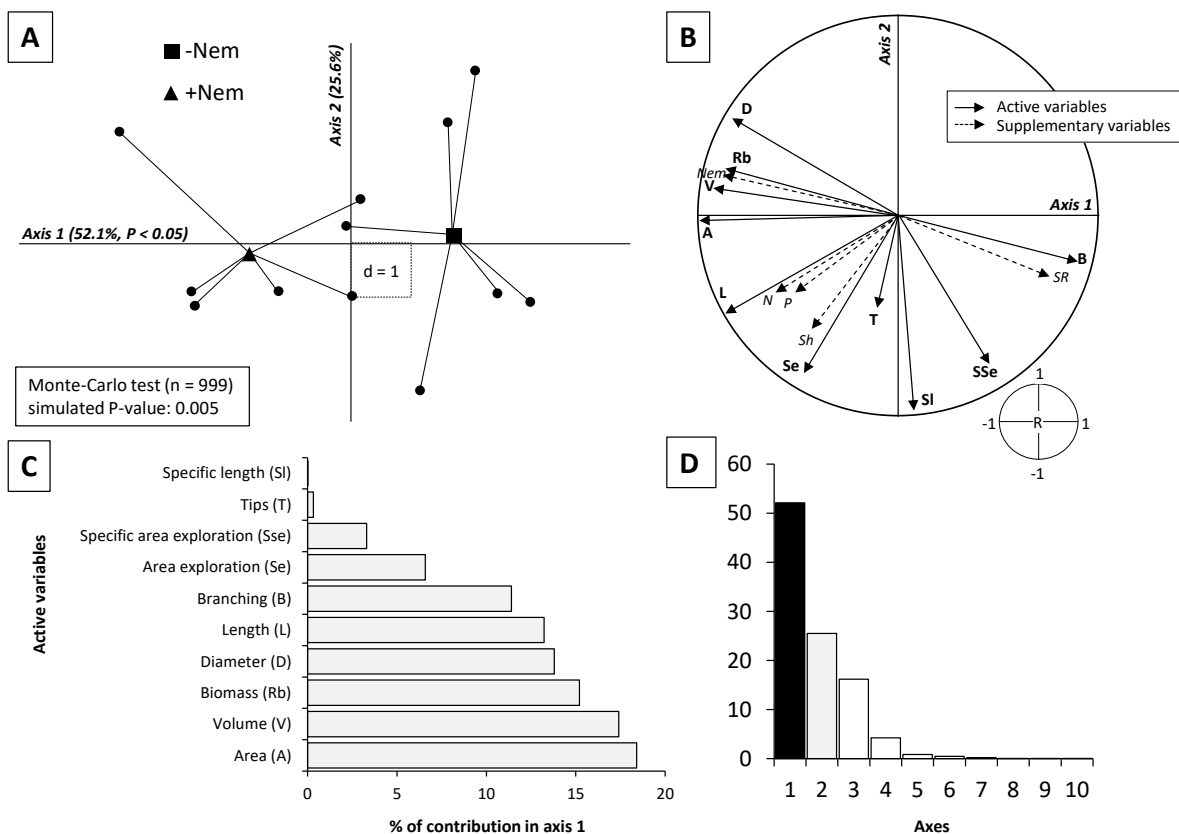 A
-Nem
+Nem
Axis 2 (25.6%)
Axis 1 (52.1%, P < 0.05)
d = 1
Monte-Carlo test (n = 999)
simulated P-value: 0.005
B
Axis 2
Axis 1
Active variables
Supplementary variables
D
Rb
Nem
V
A
L
N
P
Sh
Se
T
Sl
SSe
B
SR
1
-1
R
1
-1
C
Active variables
Specific length (Sl)
Tips (T)
Specific area exploration (Sse)
Area exploration (Se)
Branching (B)
Length (L)
Diameter (D)
Biomass (Rb)
Volume (V)
Area (A)
0 5 10 15 20
% of contribution in axis 1
D
60
50
40
30
20
10
0
1 2 3 4 5 6 7 8 9 10
Axes